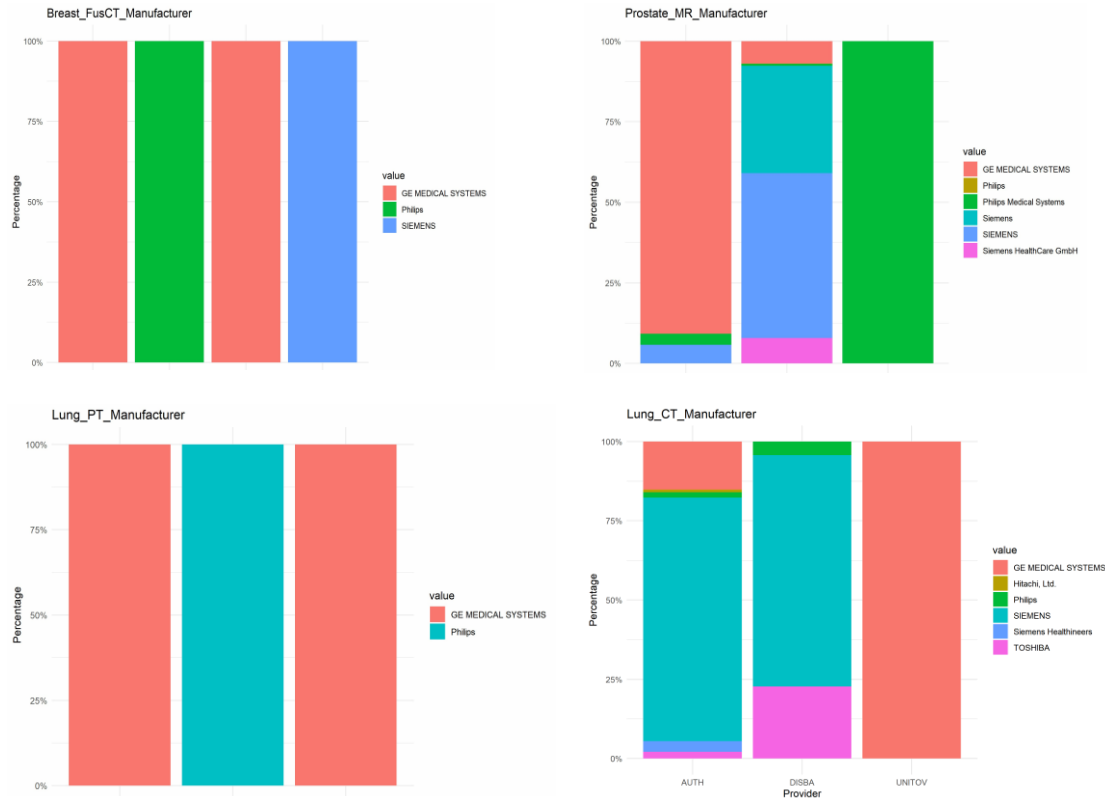 Breast_FusCT_Manufacturer
100%
75%
50%
25%
0%
Percentage
value
GE MEDICAL SYSTEMS
Philips
SIEMENS
Prostate_MR_Manufacturer
100%
75%
50%
25%
0%
Percentage
value
GE MEDICAL SYSTEMS
Philips
Philips Medical Systems
Siemens
SIEMENS
Siemens HealthCare GmbH
Lung_PT_Manufacturer
100%
75%
50%
25%
0%
Percentage
value
GE MEDICAL SYSTEMS
Philips
Lung_CT_Manufacturer
100%
75%
50%
25%
0%
Percentage
value
GE MEDICAL SYSTEMS
Hitachi, Ltd.
Philips
SIEMENS
Siemens Healthineers
TOSHIBA
AUTH DISBA UNITOV
Provider